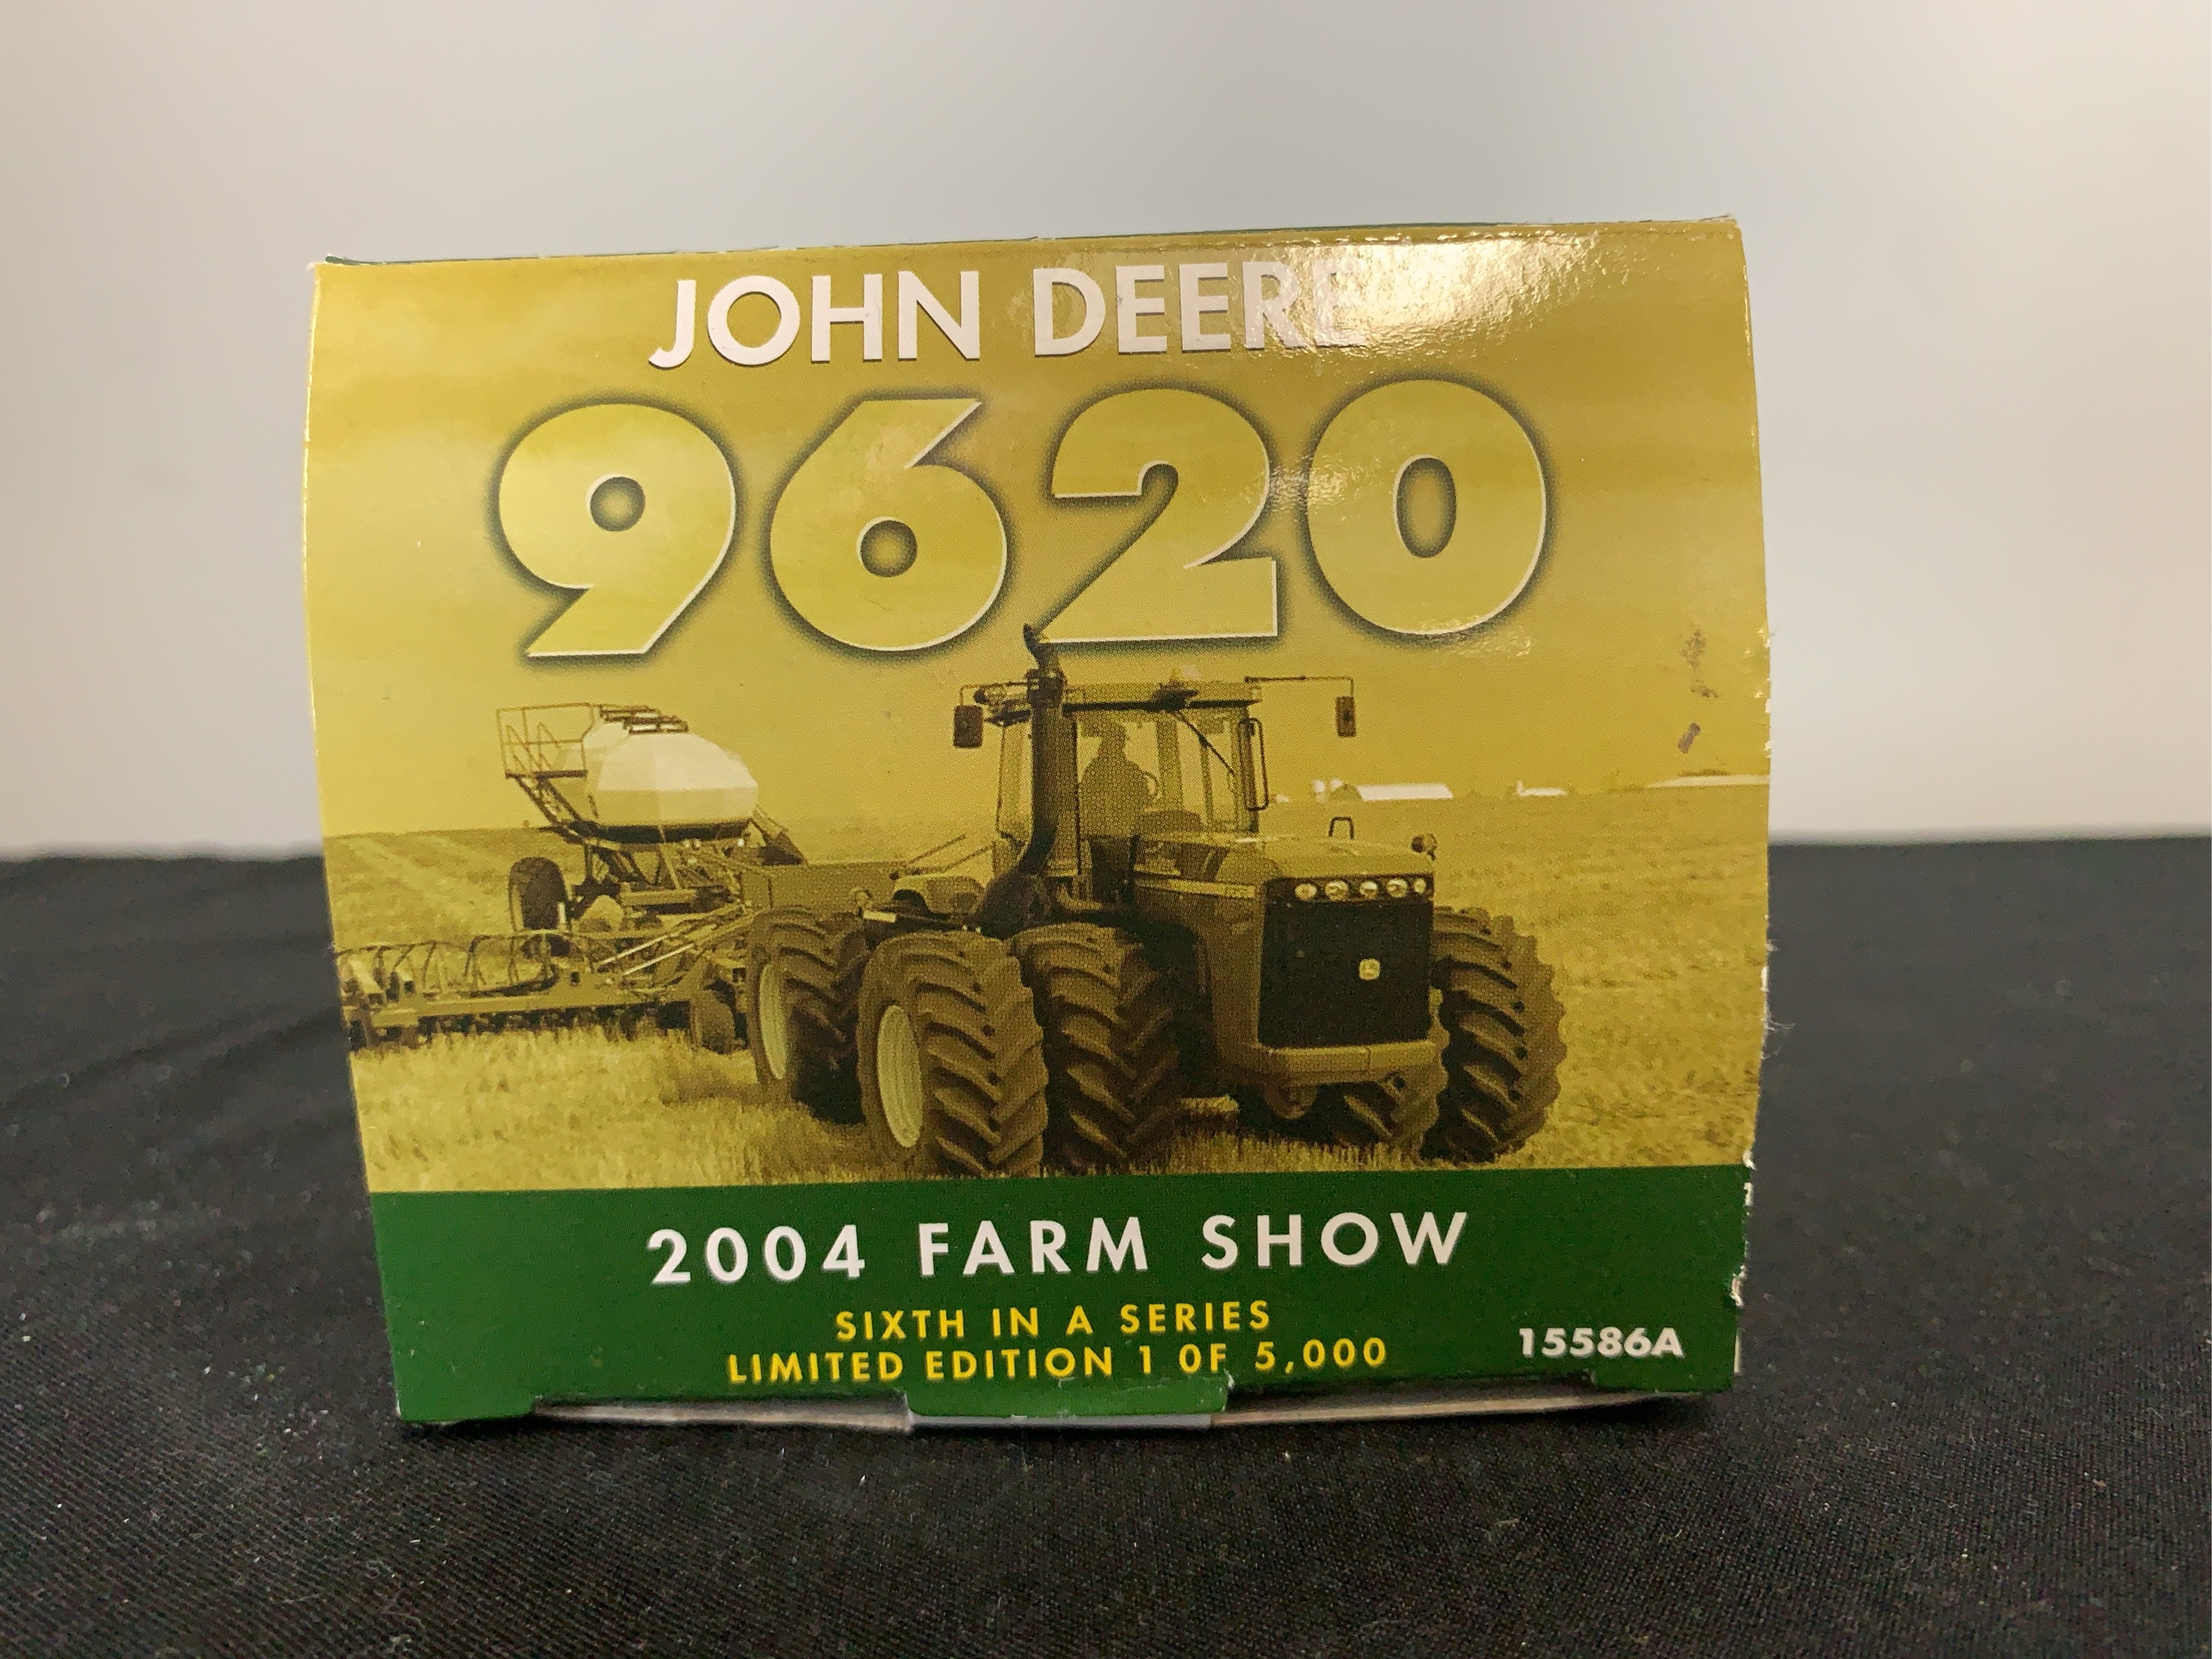 JOHN DEERE
9620
2004 FARM SHOW
SIXTH IN A SERIES
LIMITED EDITION 1 OF 5,000
15586A